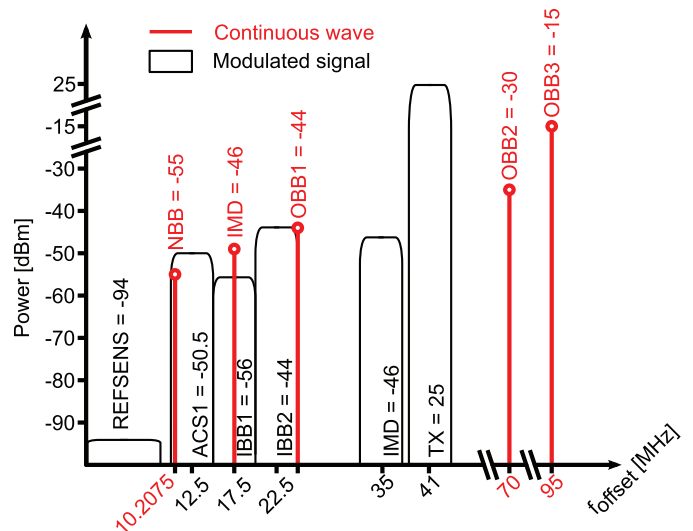 Continuous wave
Modulated signal
Power [dBm]
25
-15
-30
-40
-50
-60
-70
-80
-90
REFSENS = -94
NBB = -55
ACS1 = -50.5
IMD = -46
IBB1 = -56
IBB2 = -44
OBB1 = -44
IMD = -46
TX = 25
OBB2 = -30
OBB3 = -15
10.2075
12.5
17.5
22.5
35
41
70
95
foffset [MHz]